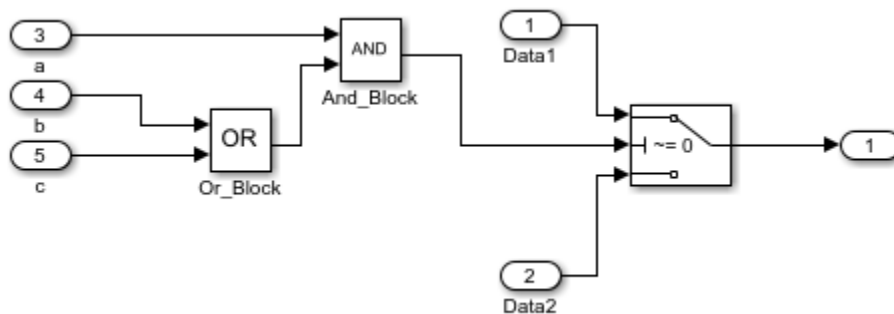 3
a
4
b
5
c
OR
Or_Block
AND
And_Block
1
Data1
~= 0
2
Data2
1